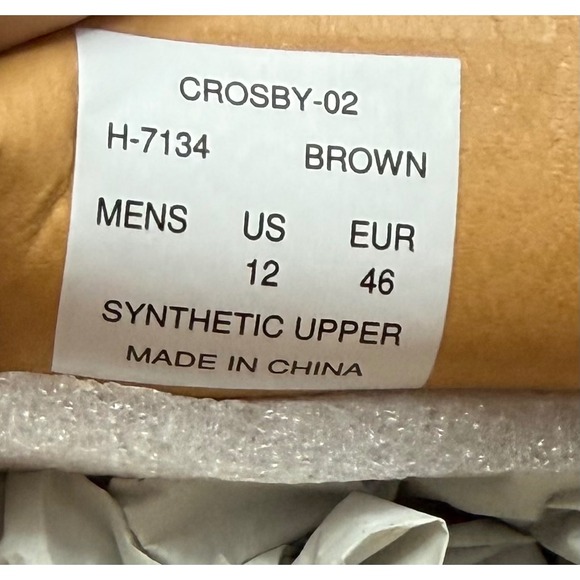 CROSBY-02
H-7134 BROWN
MENS US EUR
12 46
SYNTHETIC UPPER
MADE IN CHINA